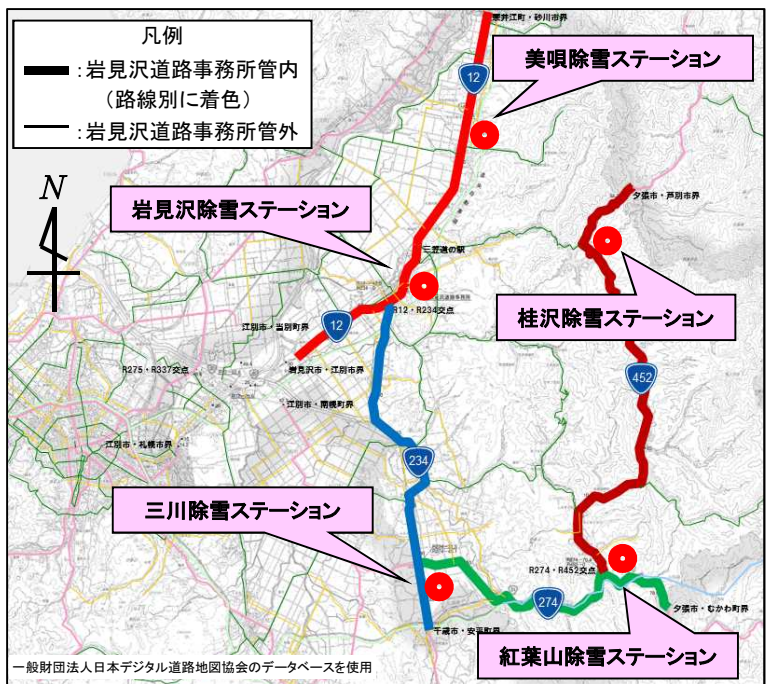 凡例
:岩見沢道路事務所管内
(路線別に着色)
:岩見沢道路事務所管外
N
奈井江町・砂川市界
12
美唄除雪ステーション
夕張市・芦別市界
岩見沢除雪ステーション
三笠道の駅
桂沢除雪ステーション
R12・R234交点
江別市・当別町界
12
R275・R337交点
岩見沢市・江別市界
452
江別市・南幌町界
江別市・札幌市界
234
三川除雪ステーション
R274・R452交点
274
夕張市・むかわ町界
千歳市・安平町界
紅葉山除雪ステーション
一般財団法人日本デジタル道路地図協会のデータベースを使用